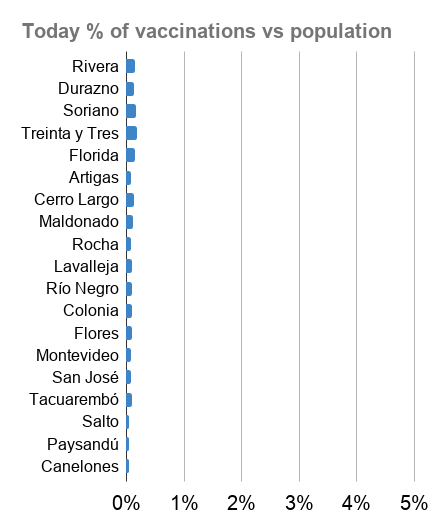 Today % of vaccinations vs population
Rivera
Durazno
Soriano
Treinta y Tres
Florida
Artigas
Cerro Largo
Maldonado
Rocha
Lavalleja
Río Negro
Colonia
Flores
Montevideo
San José
Tacuarembó
Salto
Paysandú
Canelones
0% 1% 2% 3% 4% 5%